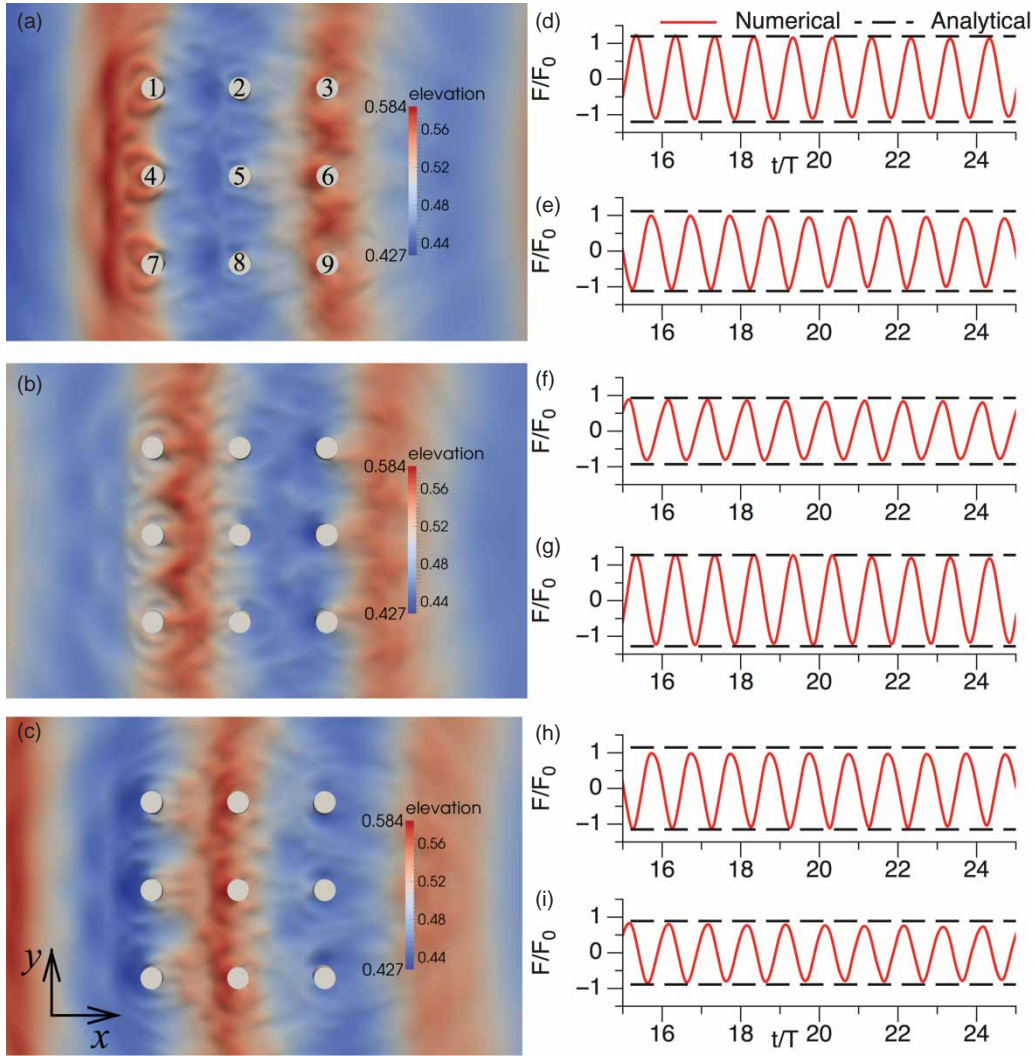 (a)
1 2 3
4 5 6
7 8 9
elevation
0.584
0.56
0.52
0.48
0.44
0.427
(b)
elevation
0.584
0.56
0.52
0.48
0.44
0.427
(c)
elevation
0.584
0.56
0.52
0.48
0.44
0.427
y
x
(d)
Numerical Analytical
F/F0
1
0
−1
16 18 20 22 24
t/T
(e)
F/F0
1
0
−1
16 18 20 22 24
(f)
F/F0
1
0
−1
16 18 20 22 24
(g)
F/F0
1
0
−1
16 18 20 22 24
(h)
F/F0
1
0
−1
16 18 20 22 24
(i)
F/F0
1
0
−1
16 18 20 22 24
t/T